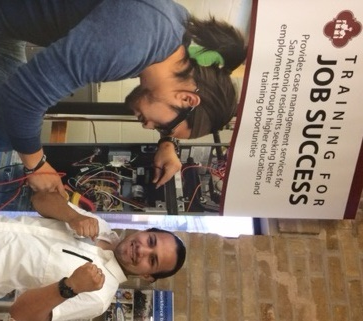 TRAINING FOR
JOB SUCCESS
Provides case management services for
San Antonio residents seeking better
employment through higher education and
training opportunities